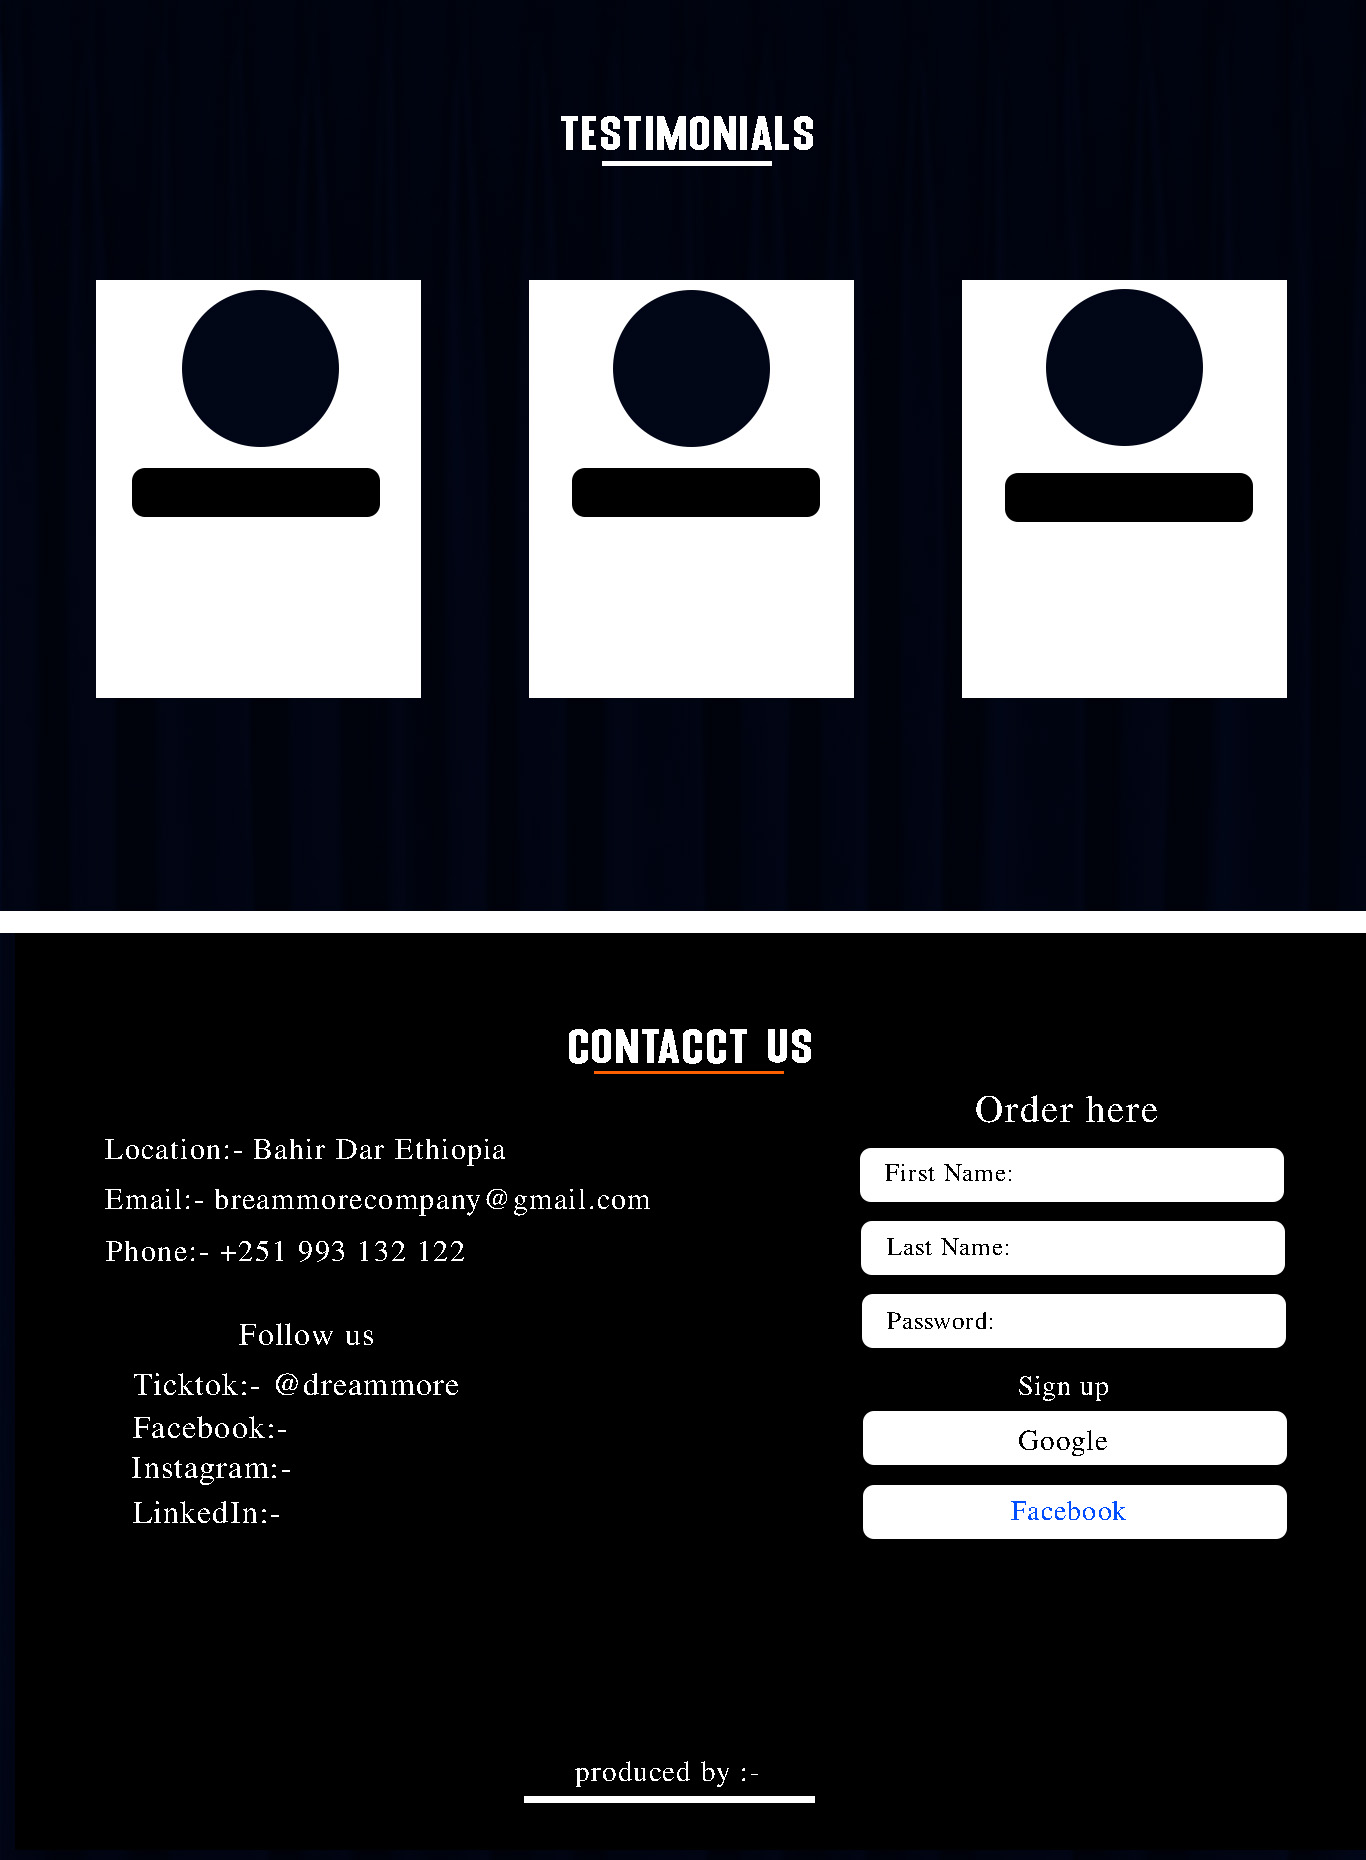 TESTIMONIALS
CONTACCT US
Location:- Bahir Dar Ethiopia
Email:- breammorecompany@gmail.com
Phone:- +251 993 132 122
Follow us
Ticktok:- @dreammore
Facebook:-
Instagram:-
LinkedIn:-
Order here
First Name:
Last Name:
Password:
Sign up
Google
Facebook
produced by :-